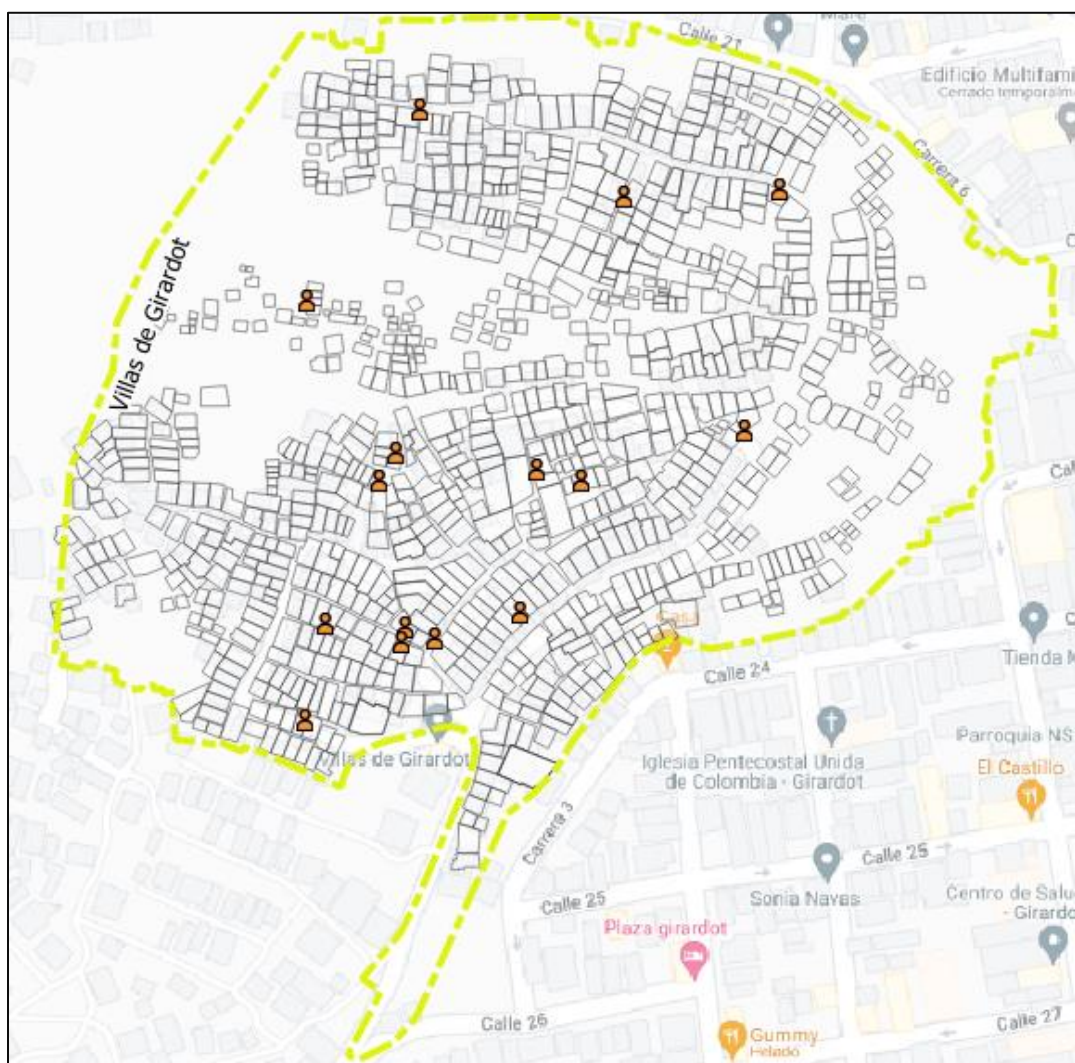 Calle 21
Edificio Multifami
Cerrado temporalme
Carrera 6
Villas de Girardot
Casa
Calle 24
Tienda M
Villas de Girardot
Iglesia Pentecostal Unida
de Colombia - Girardot
Parroquia NS
El Castillo
Carrera 3
Calle 25
Calle 25
Sonia Navas
Centro de Salu
- Girardo
Plaza girardot
Calle 26
Calle 27
Gummy
Helado